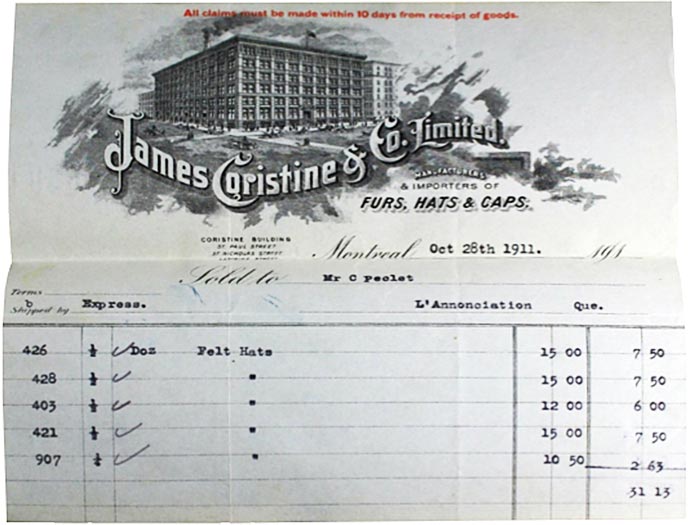 All claims must be made within 10 days from receipt of goods.
James Coristine & Co. Limited.
MANUFACTURERS
& IMPORTERS OF
FURS, HATS & CAPS.
CORISTINE BUILDING
ST. PAUL STREET
ST. NICHOLAS STREET
Montreal Oct 28th 1911. 191
Sold to Mr C Peclet
Terms
Shipped by Express. L'Annonciation Que.
426 ½ Doz Felt Hats 15 00 7 50
428 ½ " 15 00 7 50
403 ½ " 12 00 6 00
421 ½ " 15 00 7 50
907 ¼ " 10 50 2 63
31 13